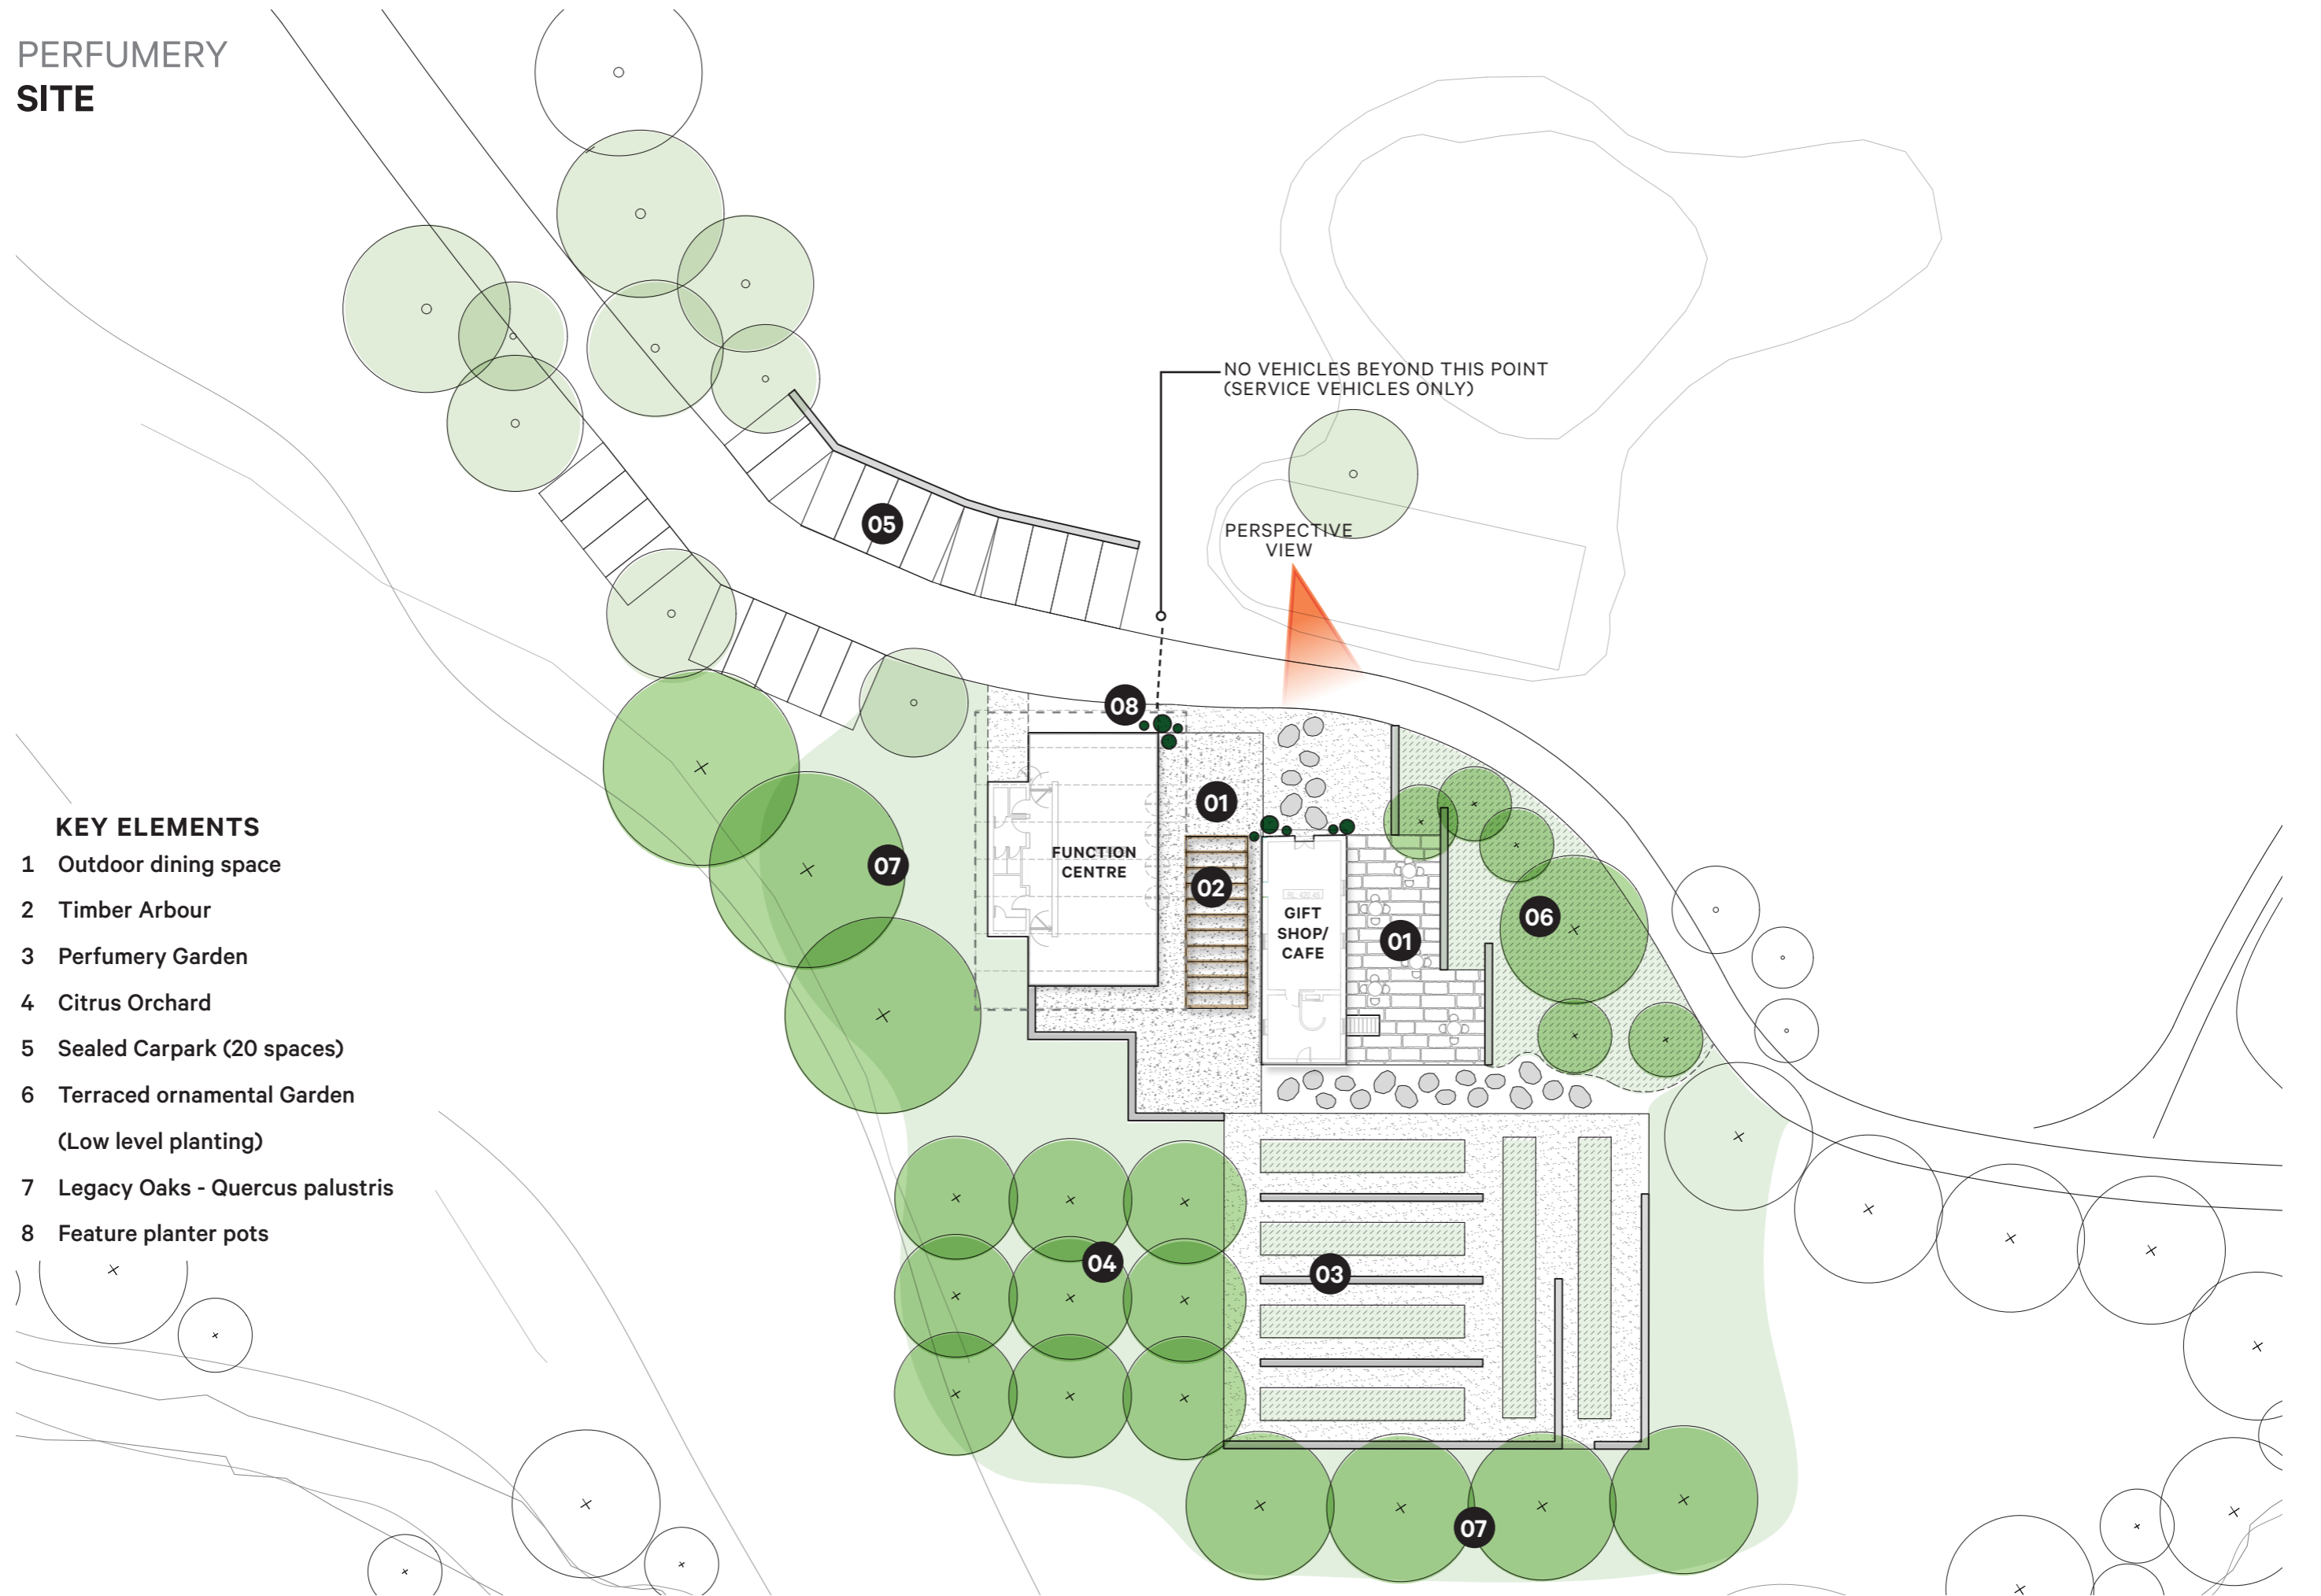 PERFUMERY
SITE
NO VEHICLES BEYOND THIS POINT
(SERVICE VEHICLES ONLY)
PERSPECTIVE
VIEW
05
08
01
FUNCTION
CENTRE
02
GIFT
SHOP/
CAFE
01
06
07
04
03
07
KEY ELEMENTS
1 Outdoor dining space
2 Timber Arbour
3 Perfumery Garden
4 Citrus Orchard
5 Sealed Carpark (20 spaces)
6 Terraced ornamental Garden
(Low level planting)
7 Legacy Oaks - Quercus palustris
8 Feature planter pots